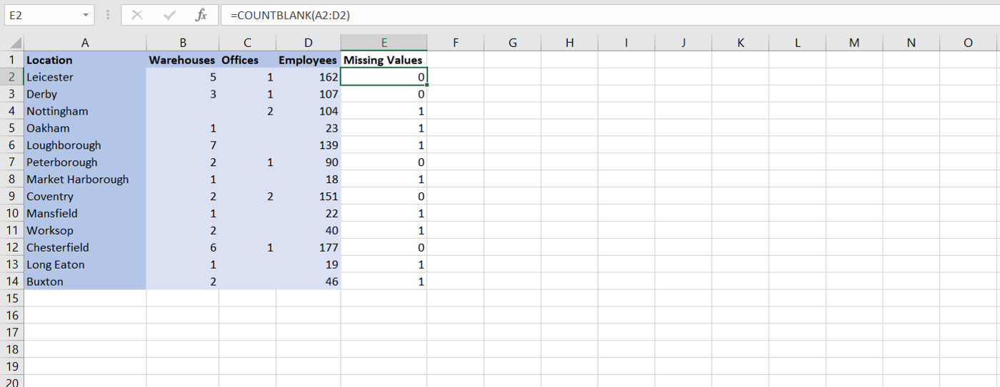 E2 fx =COUNTBLANK(A2:D2)
A B C D E F G H I J K L M N O
1 Location Warehouses Offices Employees Missing Values
2 Leicester 5 1 162 0
3 Derby 3 1 107 0
4 Nottingham 2 104 1
5 Oakham 1 23 1
6 Loughborough 7 139 1
7 Peterborough 2 1 90 0
8 Market Harborough 1 18 1
9 Coventry 2 2 151 0
10 Mansfield 1 22 1
11 Worksop 2 40 1
12 Chesterfield 6 1 177 0
13 Long Eaton 1 19 1
14 Buxton 2 46 1
15
16
17
18
19
20